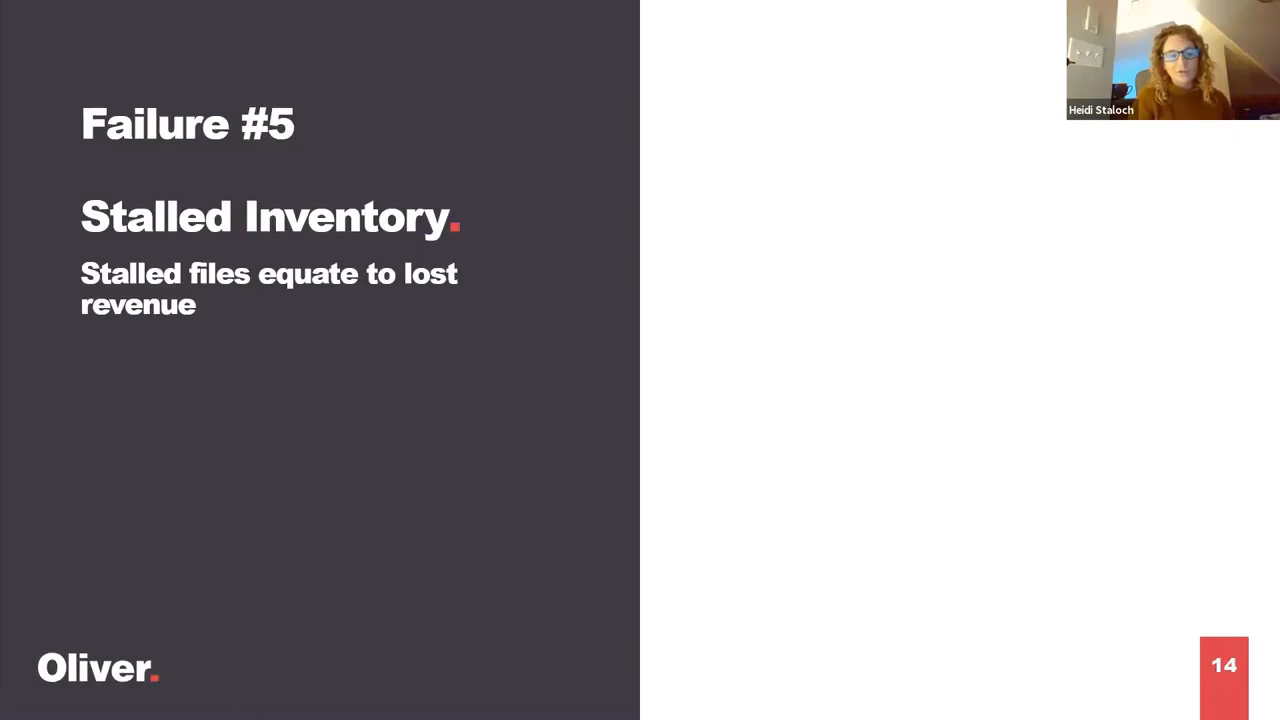 Failure #5
Stalled Inventory.
Stalled files equate to lost
revenue
Oliver.
14
Heidi Staloch